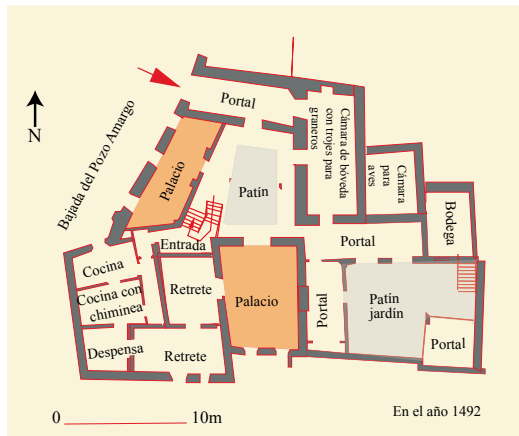 Portal
Bajada del Pozo Amargo
N
Palacio
Patín
Cámara de bóveda
con trojes para
graneros
Cámara
para
aves
Bodega
Entrada
Portal
Cocina
Cocina con
chiminea
Retrete
Palacio
Portal
Patín
jardín
Despensa
Retrete
Portal
0 10m
En el año 1492